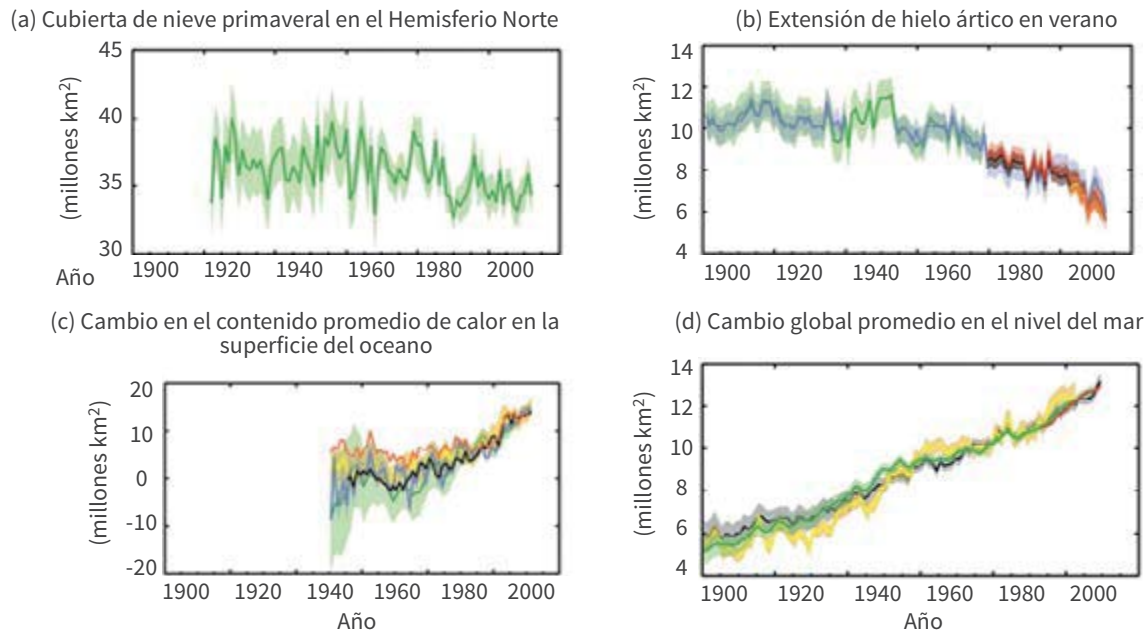 (a) Cubierta de nieve primaveral en el Hemisferio Norte
(millones km²)
45
40
35
30
Año
1900 1920 1940 1960 1980 2000
(b) Extensión de hielo ártico en verano
(millones km²)
14
12
10
8
6
4
1900 1920 1940 1960 1980 2000
(c) Cambio en el contenido promedio de calor en la
superficie del oceano
(millones km²)
20
10
0
-10
-20
1900 1920 1940 1960 1980 2000
Año
(d) Cambio global promedio en el nivel del mar
(millones km²)
14
12
10
8
6
4
1900 1920 1940 1960 1980 2000
Año